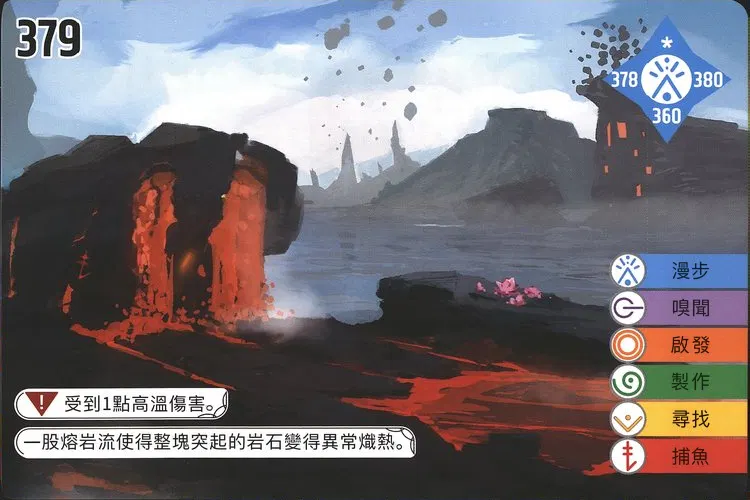 379
*
378 380
360
漫步
嗅聞
啟發
製作
尋找
捕魚
! 受到1點高溫傷害。
一股熔岩流使得整塊突起的岩石變得異常熾熱。